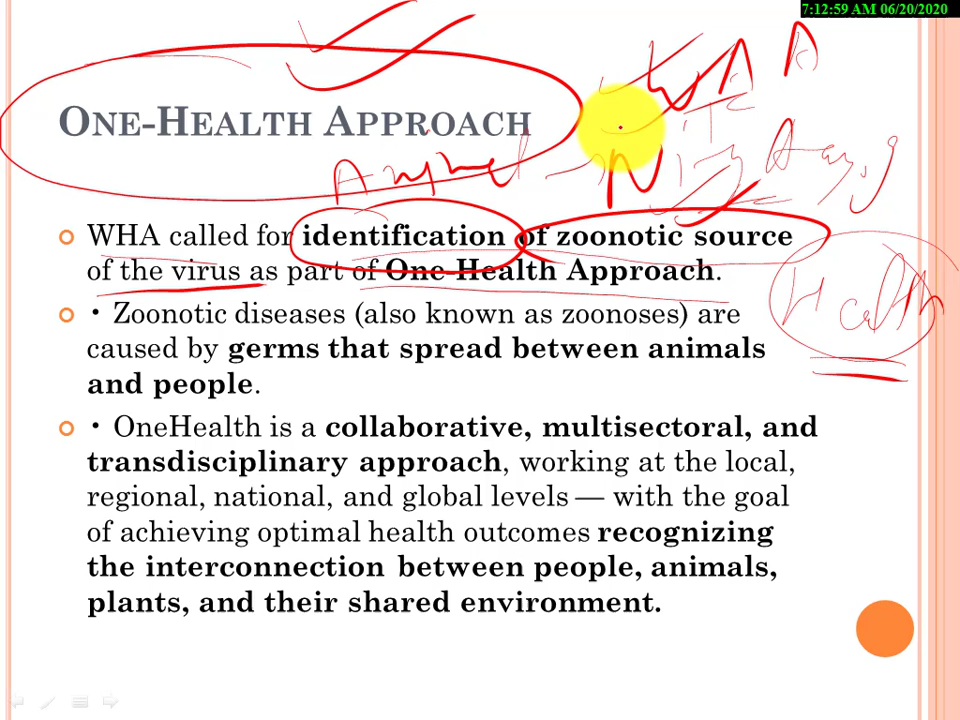 7:12:59 AM 06/20/2020
ONE-HEALTH APPROACH
WHA called for identification of zoonotic source
of the virus as part of One Health Approach.
• Zoonotic diseases (also known as zoonoses) are
caused by germs that spread between animals
and people.
Health
• OneHealth is a collaborative, multisectoral, and
transdisciplinary approach, working at the local,
regional, national, and global levels — with the goal
of achieving optimal health outcomes recognizing
the interconnection between people, animals,
plants, and their shared environment.